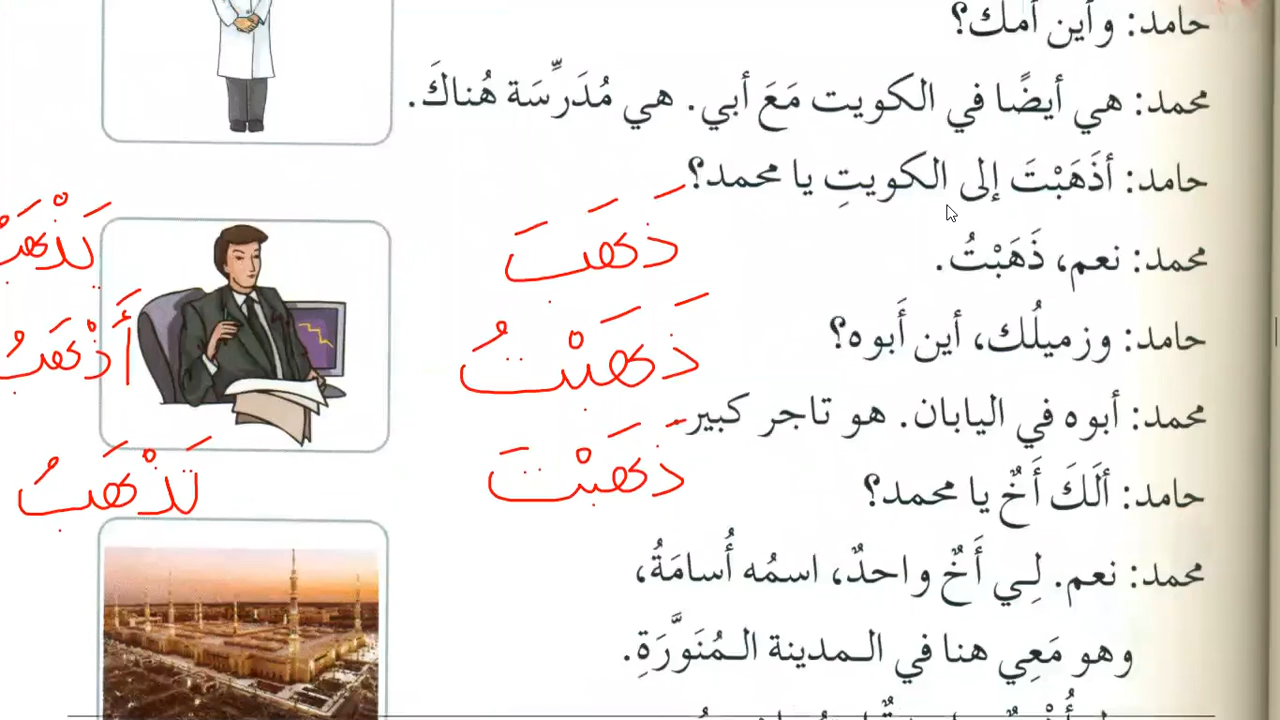 حامد: وأين أمك؟
محمد: هي أيضًا في الكويت مَعَ أبي. هي مُدَرِّسَة هُناكَ.
حامد: أذَهَبْتَ إلى الكويتِ يا محمد؟
محمد: نعم، ذَهَبْتُ.
حامد: وزميلُك، أين أَبوه؟
محمد: أبوه في اليابان. هو تاجر كبير.
حامد: ألَكَ أَخٌ يا محمد؟
محمد: نعم. لِـي أَخٌ واحدٌ، اسمُه أُسامَةُ،
وهو مَعِي هنا في الـمدينة الـمُنَوَّرَةِ.
ذَهَبَ
ذَهَبْتُ
ذَهَبْتَ
أَذْهَبُ
تَذْهَبُ